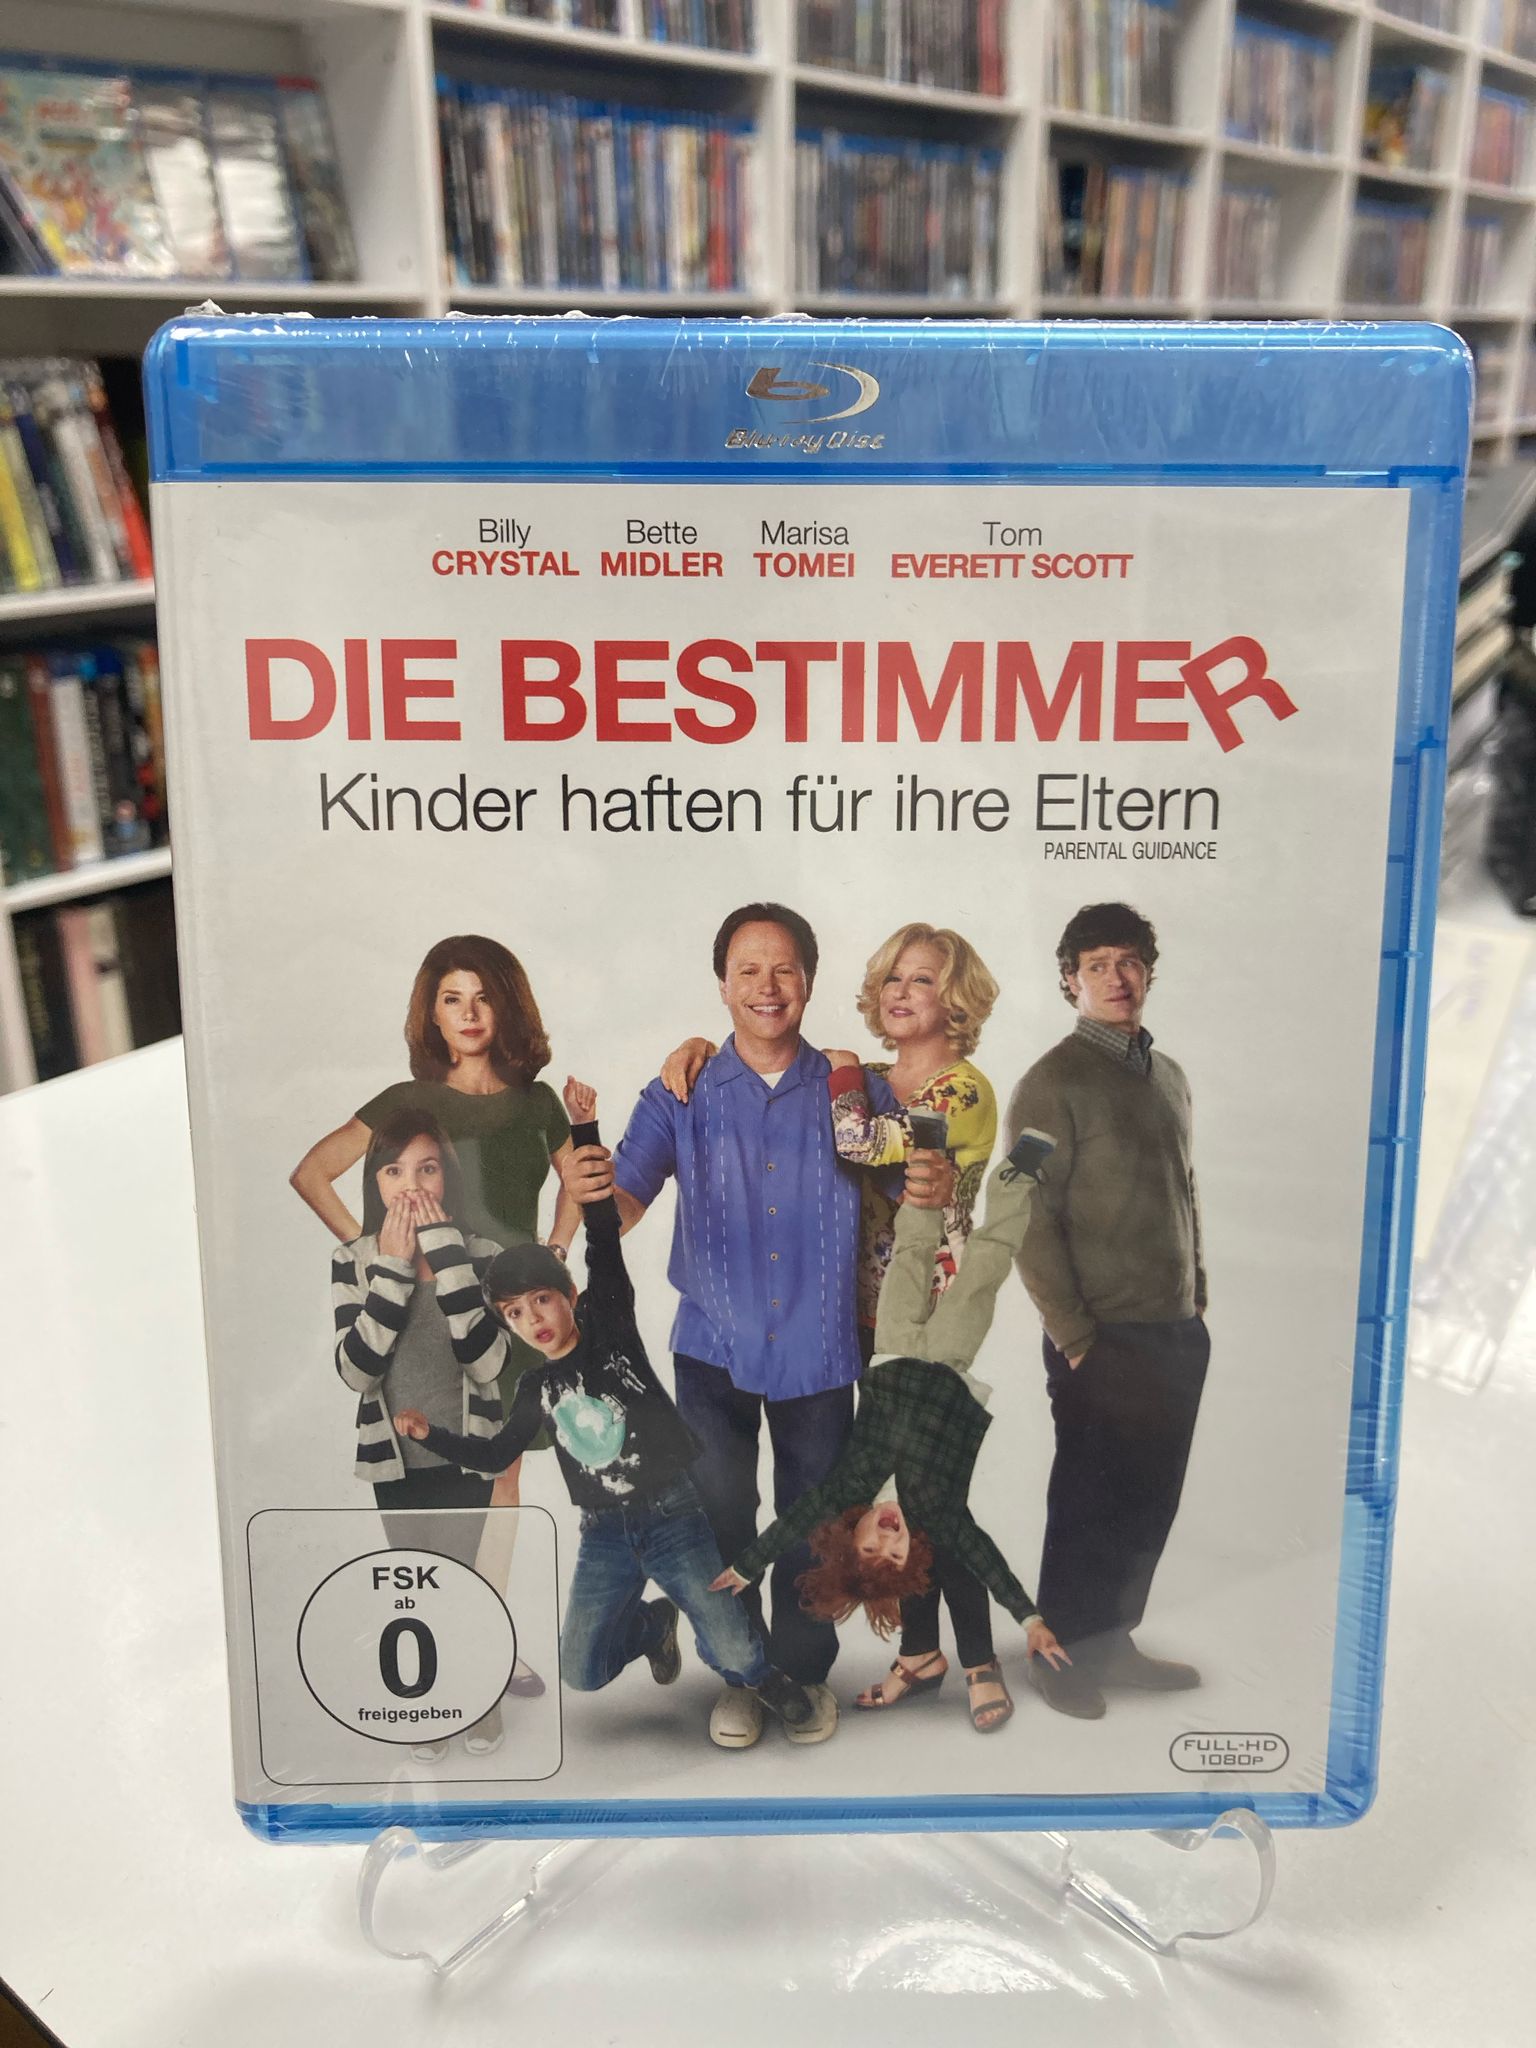 Blu-ray Disc
Billy Bette Marisa Tom
CRYSTAL MIDLER TOMEI EVERETT SCOTT
DIE BESTIMMER
Kinder haften für ihre Eltern
PARENTAL GUIDANCE
FSK
ab
0
freigegeben
FULL-HD
1080P